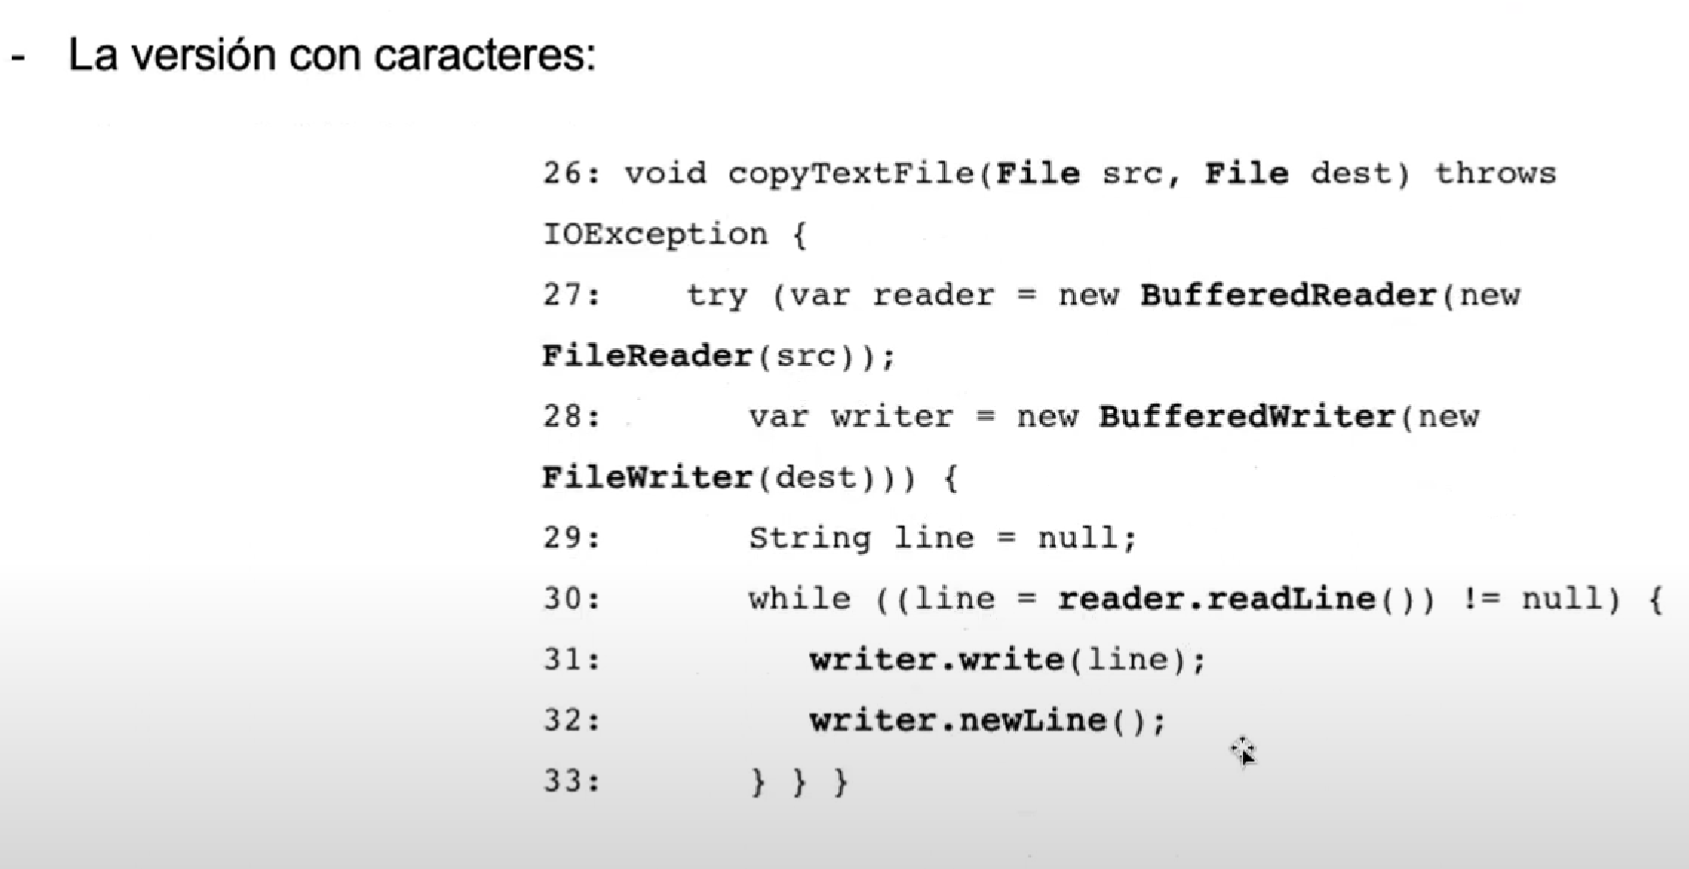 - La versión con caracteres:
26: void copyTextFile(File src, File dest) throws
IOException {
27:    try (var reader = new BufferedReader(new
FileReader(src));
28:       var writer = new BufferedWriter(new
FileWriter(dest))) {
29:       String line = null;
30:       while ((line = reader.readLine()) != null) {
31:          writer.write(line);
32:          writer.newLine();
33:       } } }